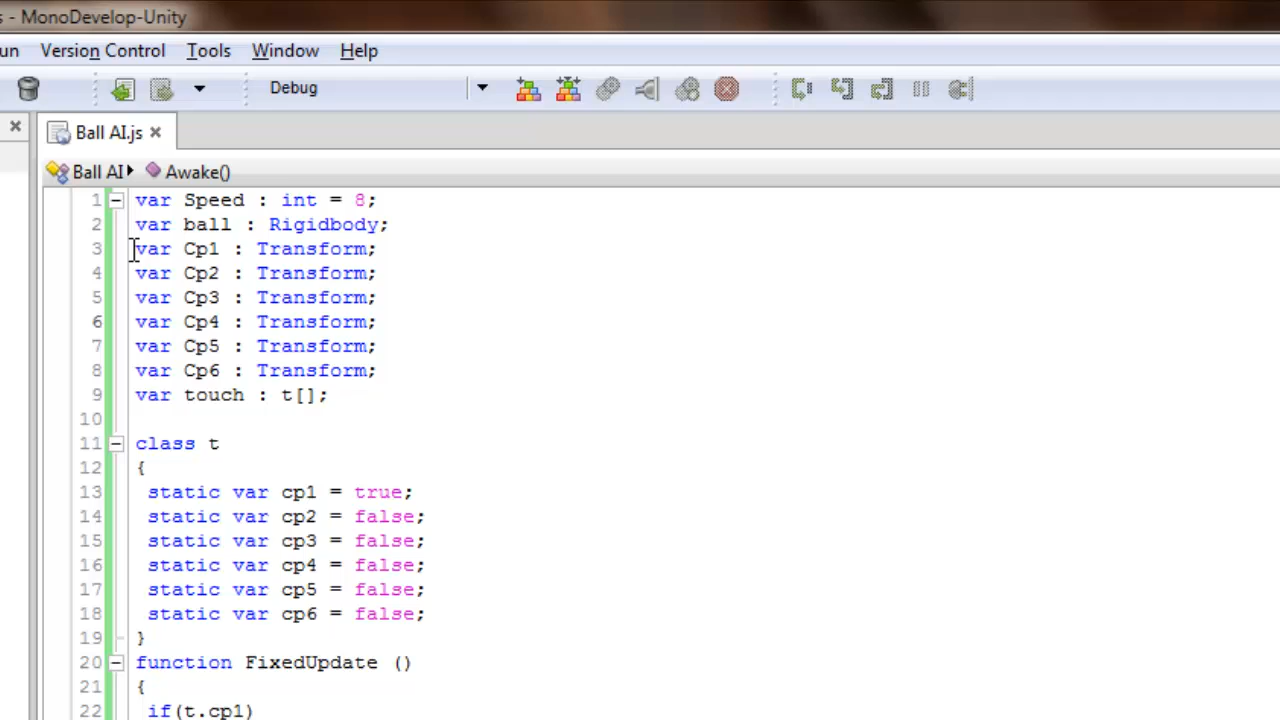 s - MonoDevelop-Unity
un Version Control Tools Window Help
Debug
Ball AI.js
Ball AI Awake()
1 var Speed : int = 8;
2 var ball : Rigidbody;
3 var Cp1 : Transform;
4 var Cp2 : Transform;
5 var Cp3 : Transform;
6 var Cp4 : Transform;
7 var Cp5 : Transform;
8 var Cp6 : Transform;
9 var touch : t[];
10
11 class t
12 {
13 static var cp1 = true;
14 static var cp2 = false;
15 static var cp3 = false;
16 static var cp4 = false;
17 static var cp5 = false;
18 static var cp6 = false;
19 }
20 function FixedUpdate ()
21 {
22 if(t.cp1)